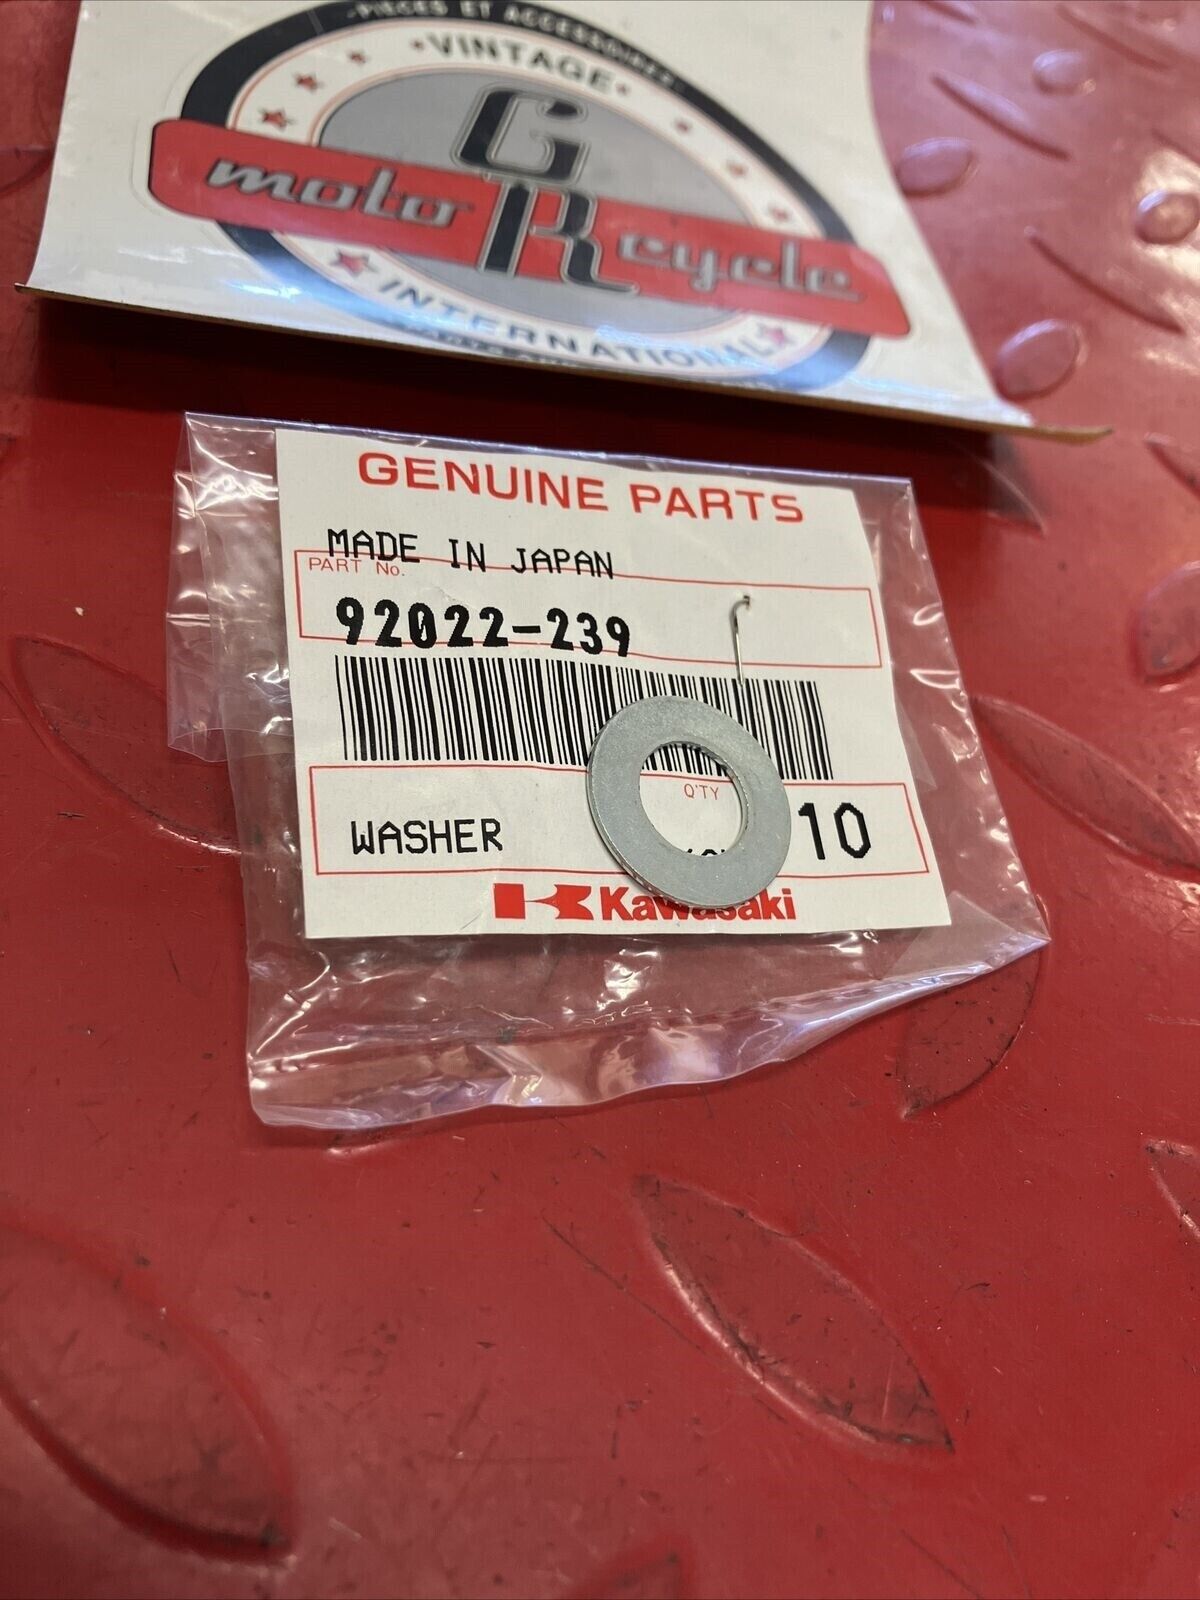 PIECES ET ACCESSOIRES
•VINTAGE•
GR
moto cycle
INTERNATIONAL
GENUINE PARTS
MADE IN JAPAN
PART No.
92022-239
Q'TY
WASHER 10
Kawasaki